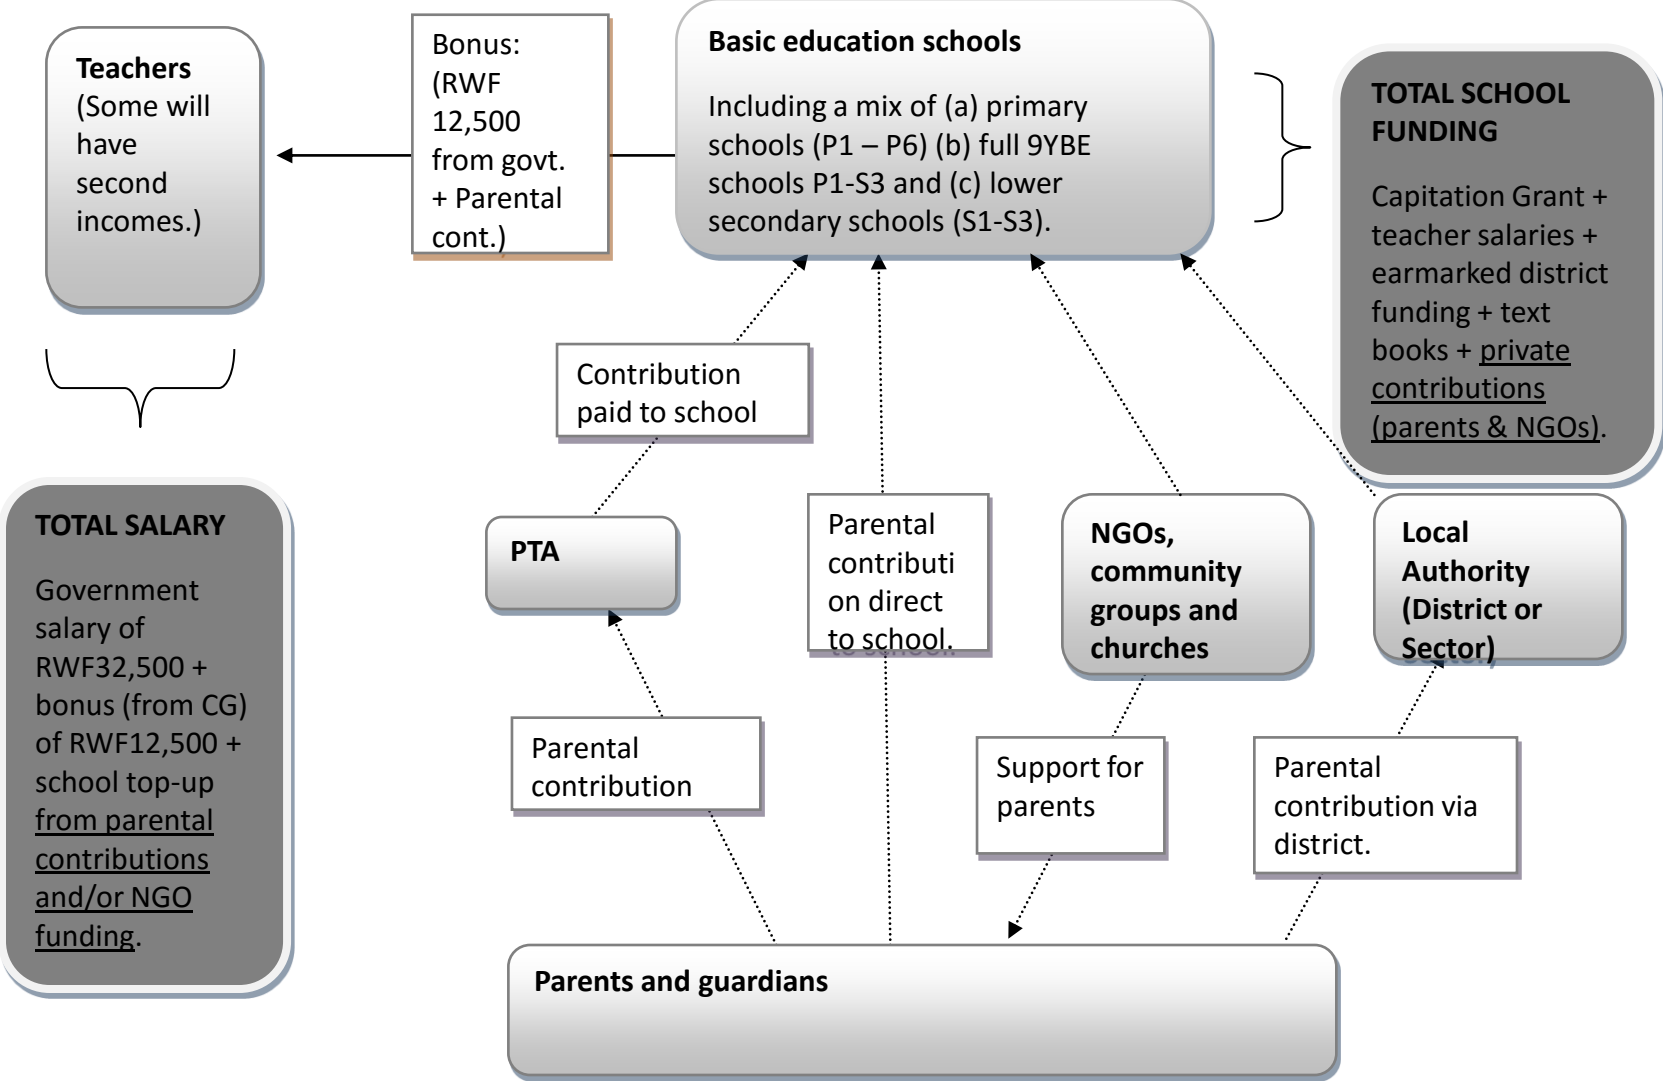 Teachers
(Some will
have
second
incomes.)
Bonus:
(RWF
12,500
from govt.
+ Parental
cont.)
Basic education schools
Including a mix of (a) primary
schools (P1 – P6) (b) full 9YBE
schools P1-S3 and (c) lower
secondary schools (S1-S3).
TOTAL SCHOOL
FUNDING
Capitation Grant +
teacher salaries +
earmarked district
funding + text
books + private
contributions
(parents & NGOs).
Contribution
paid to school
TOTAL SALARY
Government
salary of
RWF32,500 +
bonus (from CG)
of RWF12,500 +
school top-up
from parental
contributions
and/or NGO
funding.
PTA
Parental
contributi
on direct
to school.
NGOs,
community
groups and
churches
Local
Authority
(District or
Sector)
Parental
contribution
Support for
parents
Parental
contribution via
district.
Parents and guardians